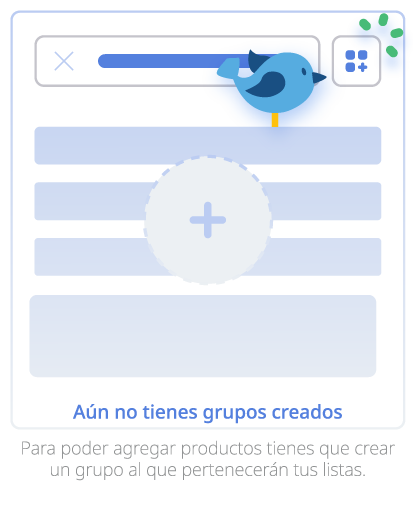 Aún no tienes grupos creados
Para poder agregar productos tienes que crear
un grupo al que pertenecerán tus listas.